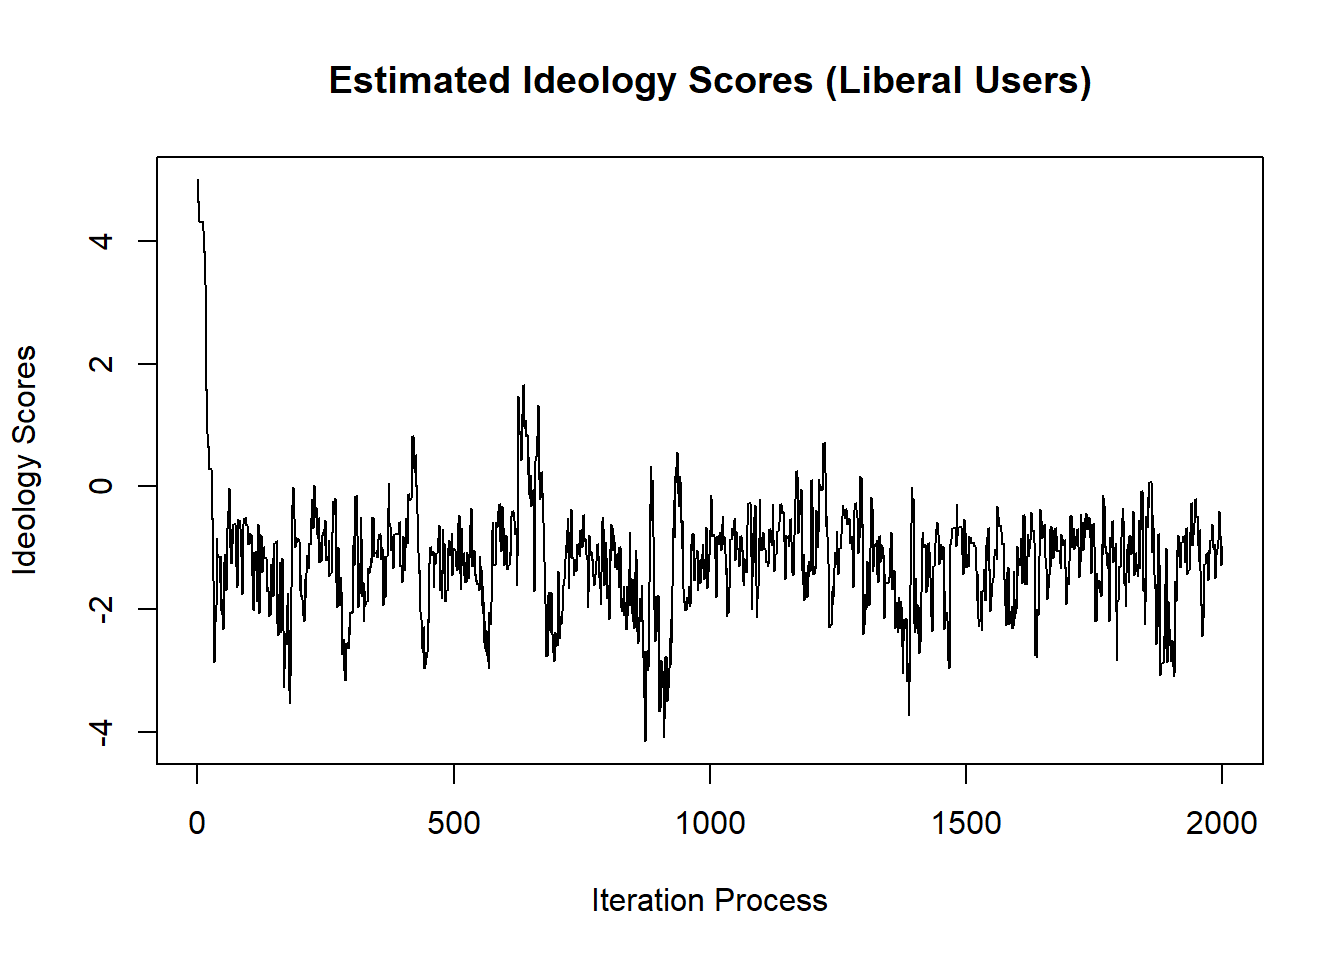 Estimated Ideology Scores (Liberal Users)
Ideology Scores
4
2
0
-2
-4
0 500 1000 1500 2000
Iteration Process